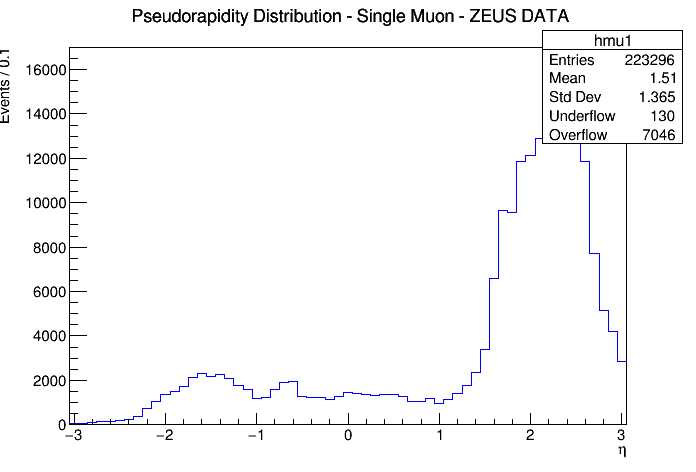 Pseudorapidity Distribution - Single Muon - ZEUS DATA
hmu1
Entries 223296
Mean 1.51
Std Dev 1.365
Underflow 130
Overflow 7046
Events / 0.1
16000
14000
12000
10000
8000
6000
4000
2000
0
−3 −2 −1 0 1 2 3
η